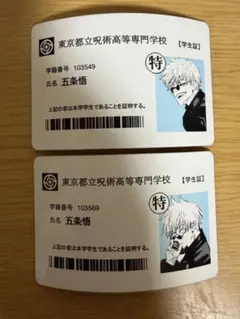 東京都立呪術高等専門学校
【学生証】
学籍番号 103549
特
氏名 五条悟
上記の者は本学学生であることを証明する。
東京都立呪術高等専門学校
【学生証】
学籍番号 103569
特
氏名 五条悟
上記の者は本学学生であることを証明する。